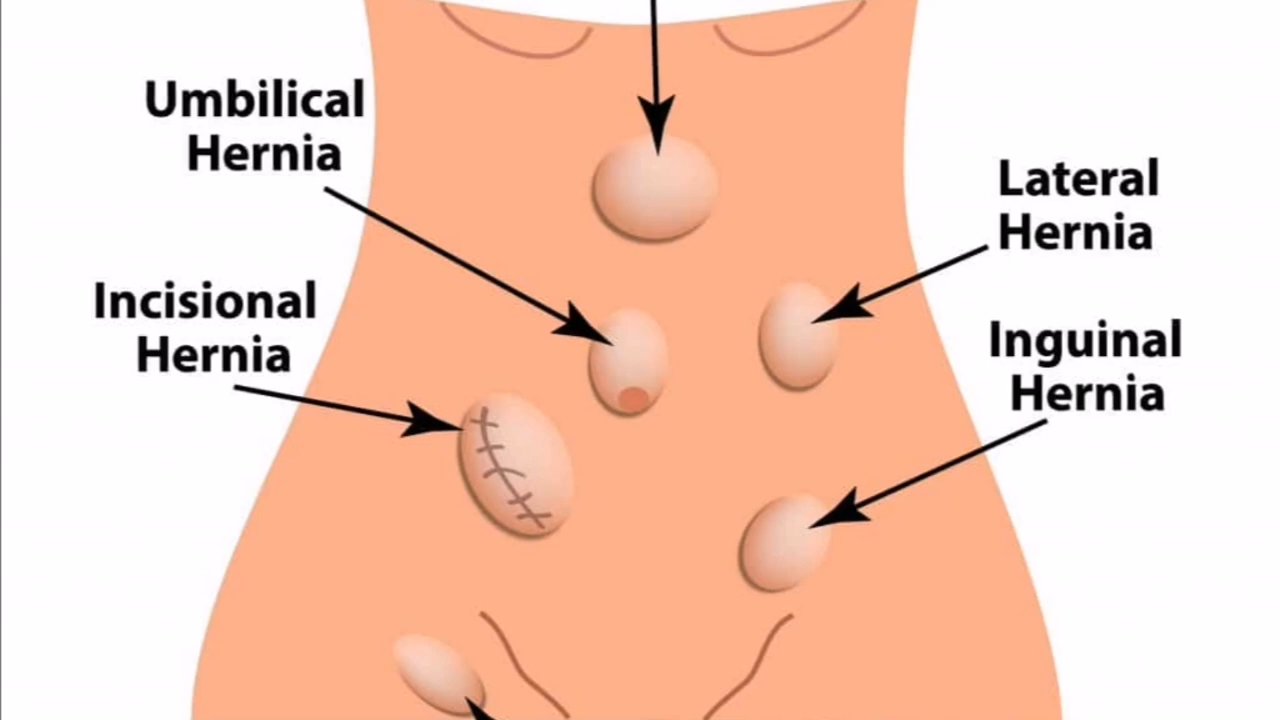 Umbilical
Hernia
Lateral
Hernia
Incisional
Hernia
Inguinal
Hernia